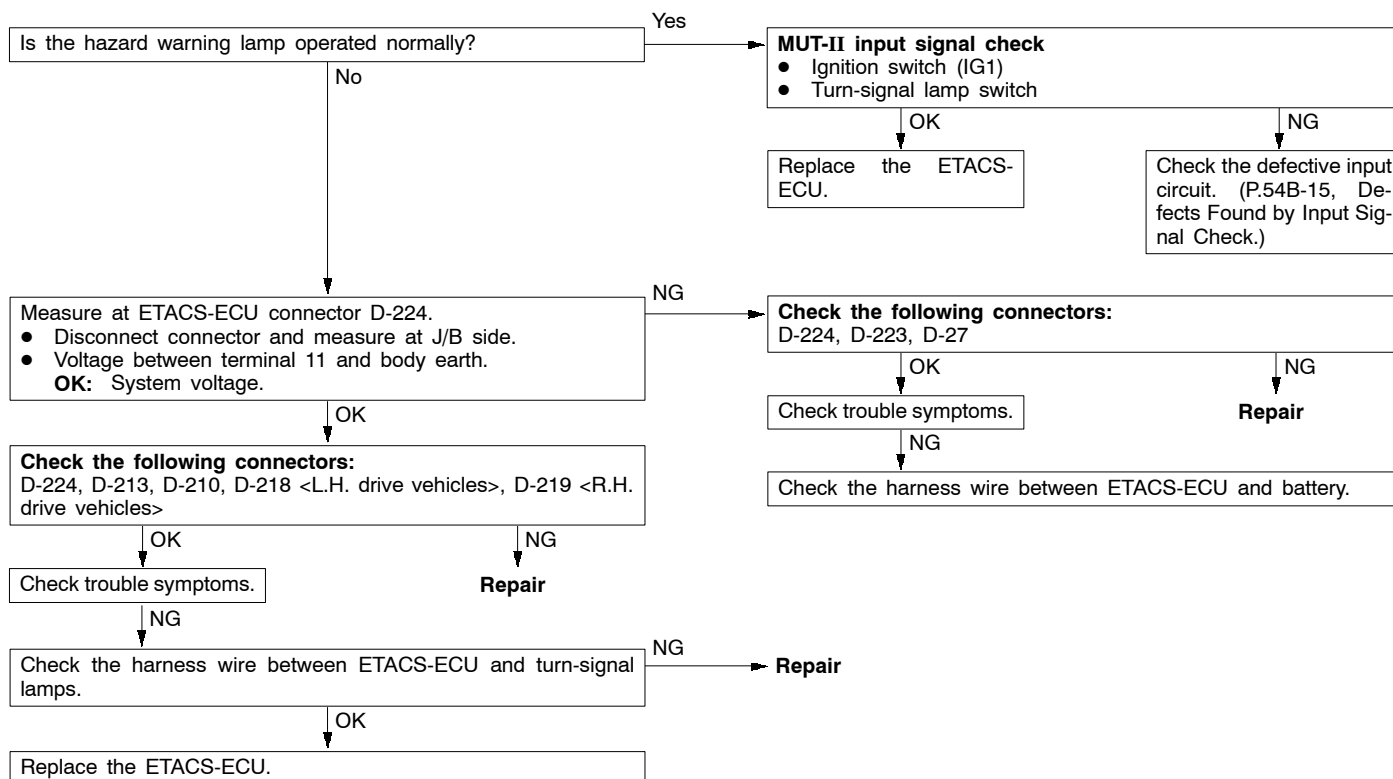 Is the hazard warning lamp operated normally?
Yes
No
MUT-II input signal check
● Ignition switch (IG1)
● Turn-signal lamp switch
OK
NG
Replace the ETACS-
ECU.
Check the defective input
circuit. (P.54B-15, De-
fects Found by Input Sig-
nal Check.)
Measure at ETACS-ECU connector D-224.
● Disconnect connector and measure at J/B side.
● Voltage between terminal 11 and body earth.
OK: System voltage.
NG
OK
Check the following connectors:
D-224, D-223, D-27
OK
NG
Check trouble symptoms.
Repair
NG
Check the harness wire between ETACS-ECU and battery.
Check the following connectors:
D-224, D-213, D-210, D-218 <L.H. drive vehicles>, D-219 <R.H.
drive vehicles>
OK
NG
Check trouble symptoms.
Repair
NG
Check the harness wire between ETACS-ECU and turn-signal
lamps.
NG
Repair
OK
Replace the ETACS-ECU.